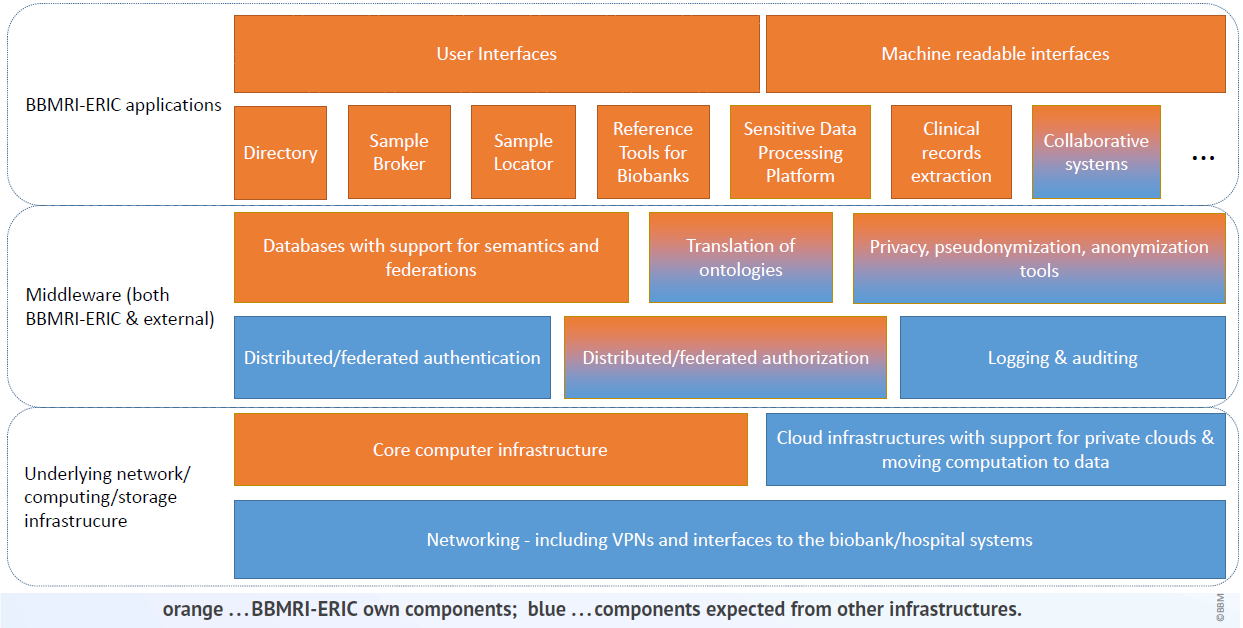 User Interfaces
Machine readable interfaces
BBMRI-ERIC applications
Directory
Sample
Broker
Sample
Locator
Reference
Tools for
Biobanks
Sensitive Data
Processing
Platform
Clinical
records
extraction
Collaborative
systems
...
Databases with support for semantics and
federations
Translation of
ontologies
Privacy, pseudonymization, anonymization
tools
Middleware (both
BBMRI-ERIC & external)
Distributed/federated authentication
Distributed/federated authorization
Logging & auditing
Core computer infrastructure
Cloud infrastructures with support for private clouds &
moving computation to data
Underlying network/
computing/storage
infrastrucure
Networking - including VPNs and interfaces to the biobank/hospital systems
orange ...BBMRI-ERIC own components; blue ...components expected from other infrastructures.
©BBM